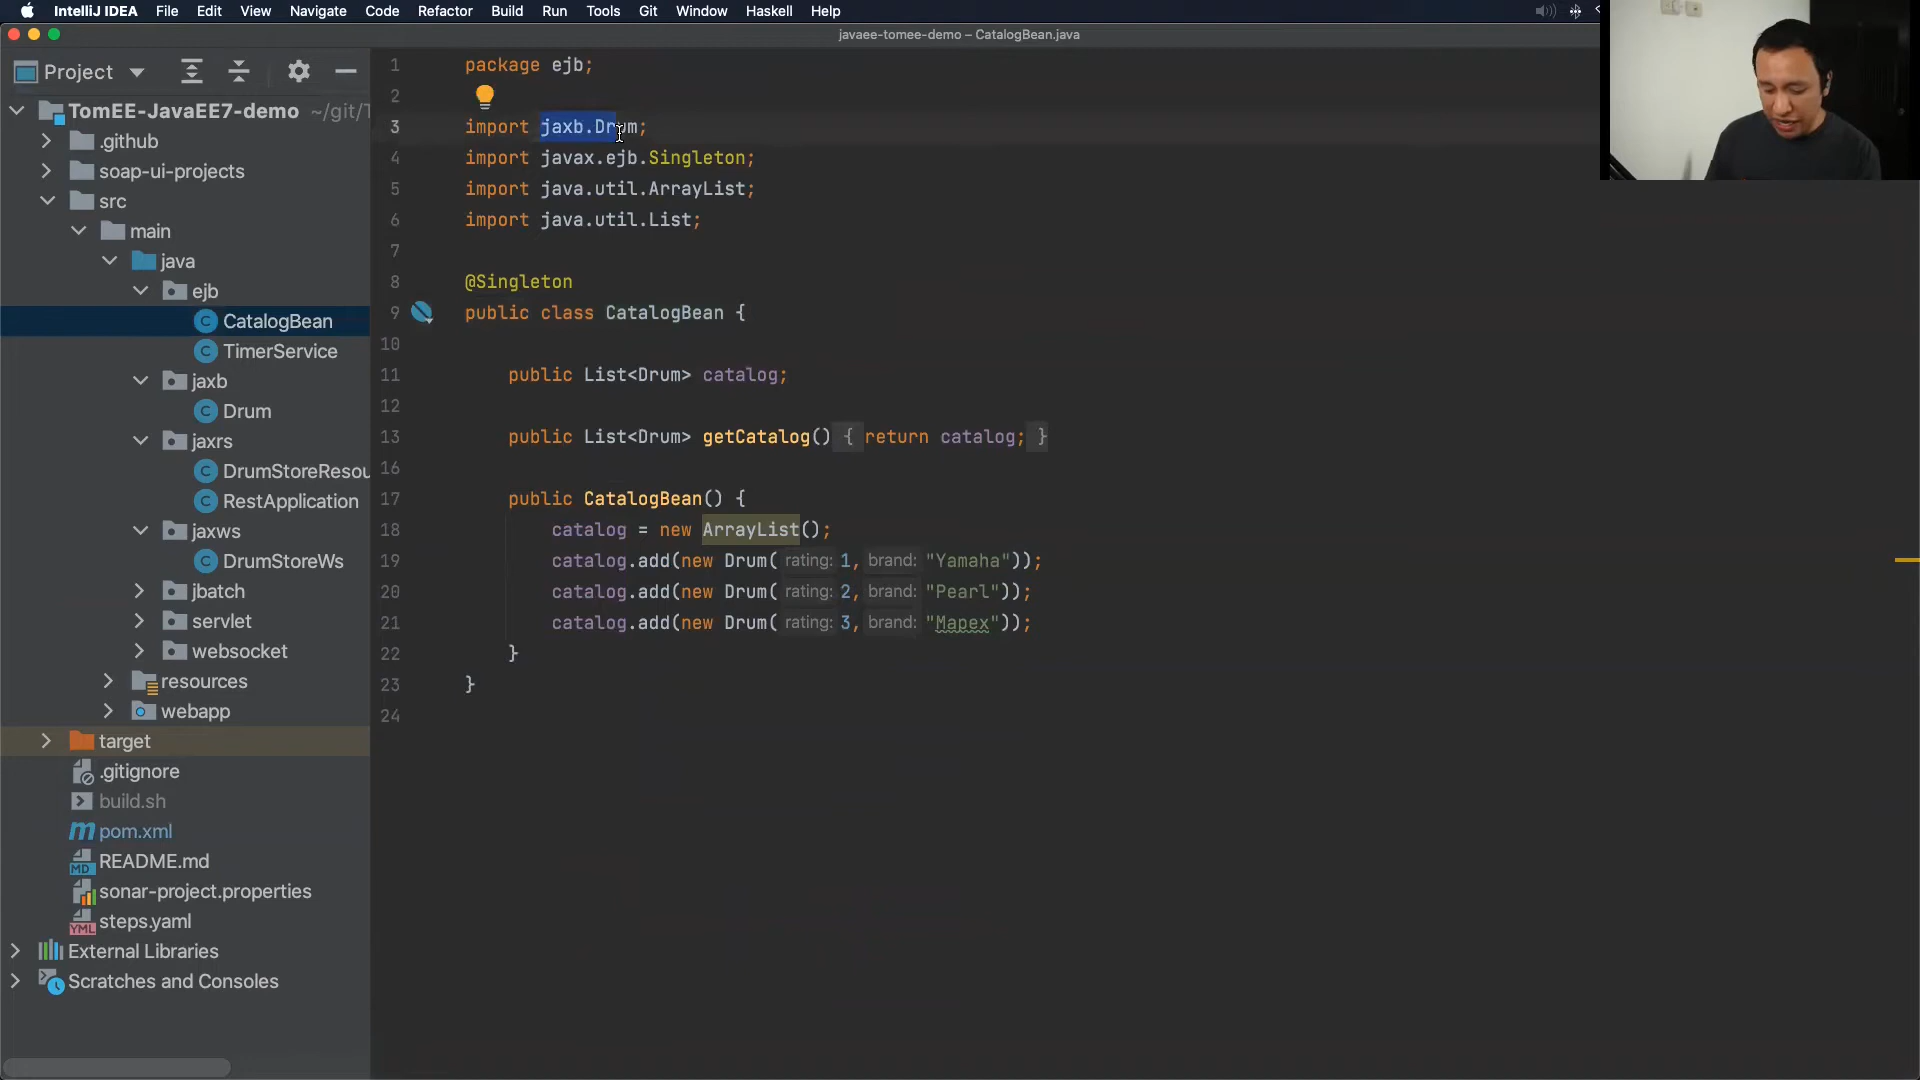 IntelliJ IDEA File Edit View Navigate Code Refactor Build Run Tools Git Window Haskell Help
javaee-tomee-demo – CatalogBean.java
Project
TomEE-JavaEE7-demo ~/git/
.github
soap-ui-projects
src
main
java
ejb
CatalogBean
TimerService
jaxb
Drum
jaxrs
DrumStoreResou
RestApplication
jaxws
DrumStoreWs
jbatch
servlet
websocket
resources
webapp
target
.gitignore
build.sh
pom.xml
README.md
sonar-project.properties
steps.yaml
External Libraries
Scratches and Consoles
1 package ejb;
2
3 import jaxb.Drum;
4 import javax.ejb.Singleton;
5 import java.util.ArrayList;
6 import java.util.List;
7
8 @Singleton
9 public class CatalogBean {
10
11 public List<Drum> catalog;
12
13 public List<Drum> getCatalog() { return catalog; }
16
17 public CatalogBean() {
18 catalog = new ArrayList();
19 catalog.add(new Drum( rating: 1, brand: "Yamaha"));
20 catalog.add(new Drum( rating: 2, brand: "Pearl"));
21 catalog.add(new Drum( rating: 3, brand: "Mapex"));
22 }
23 }
24